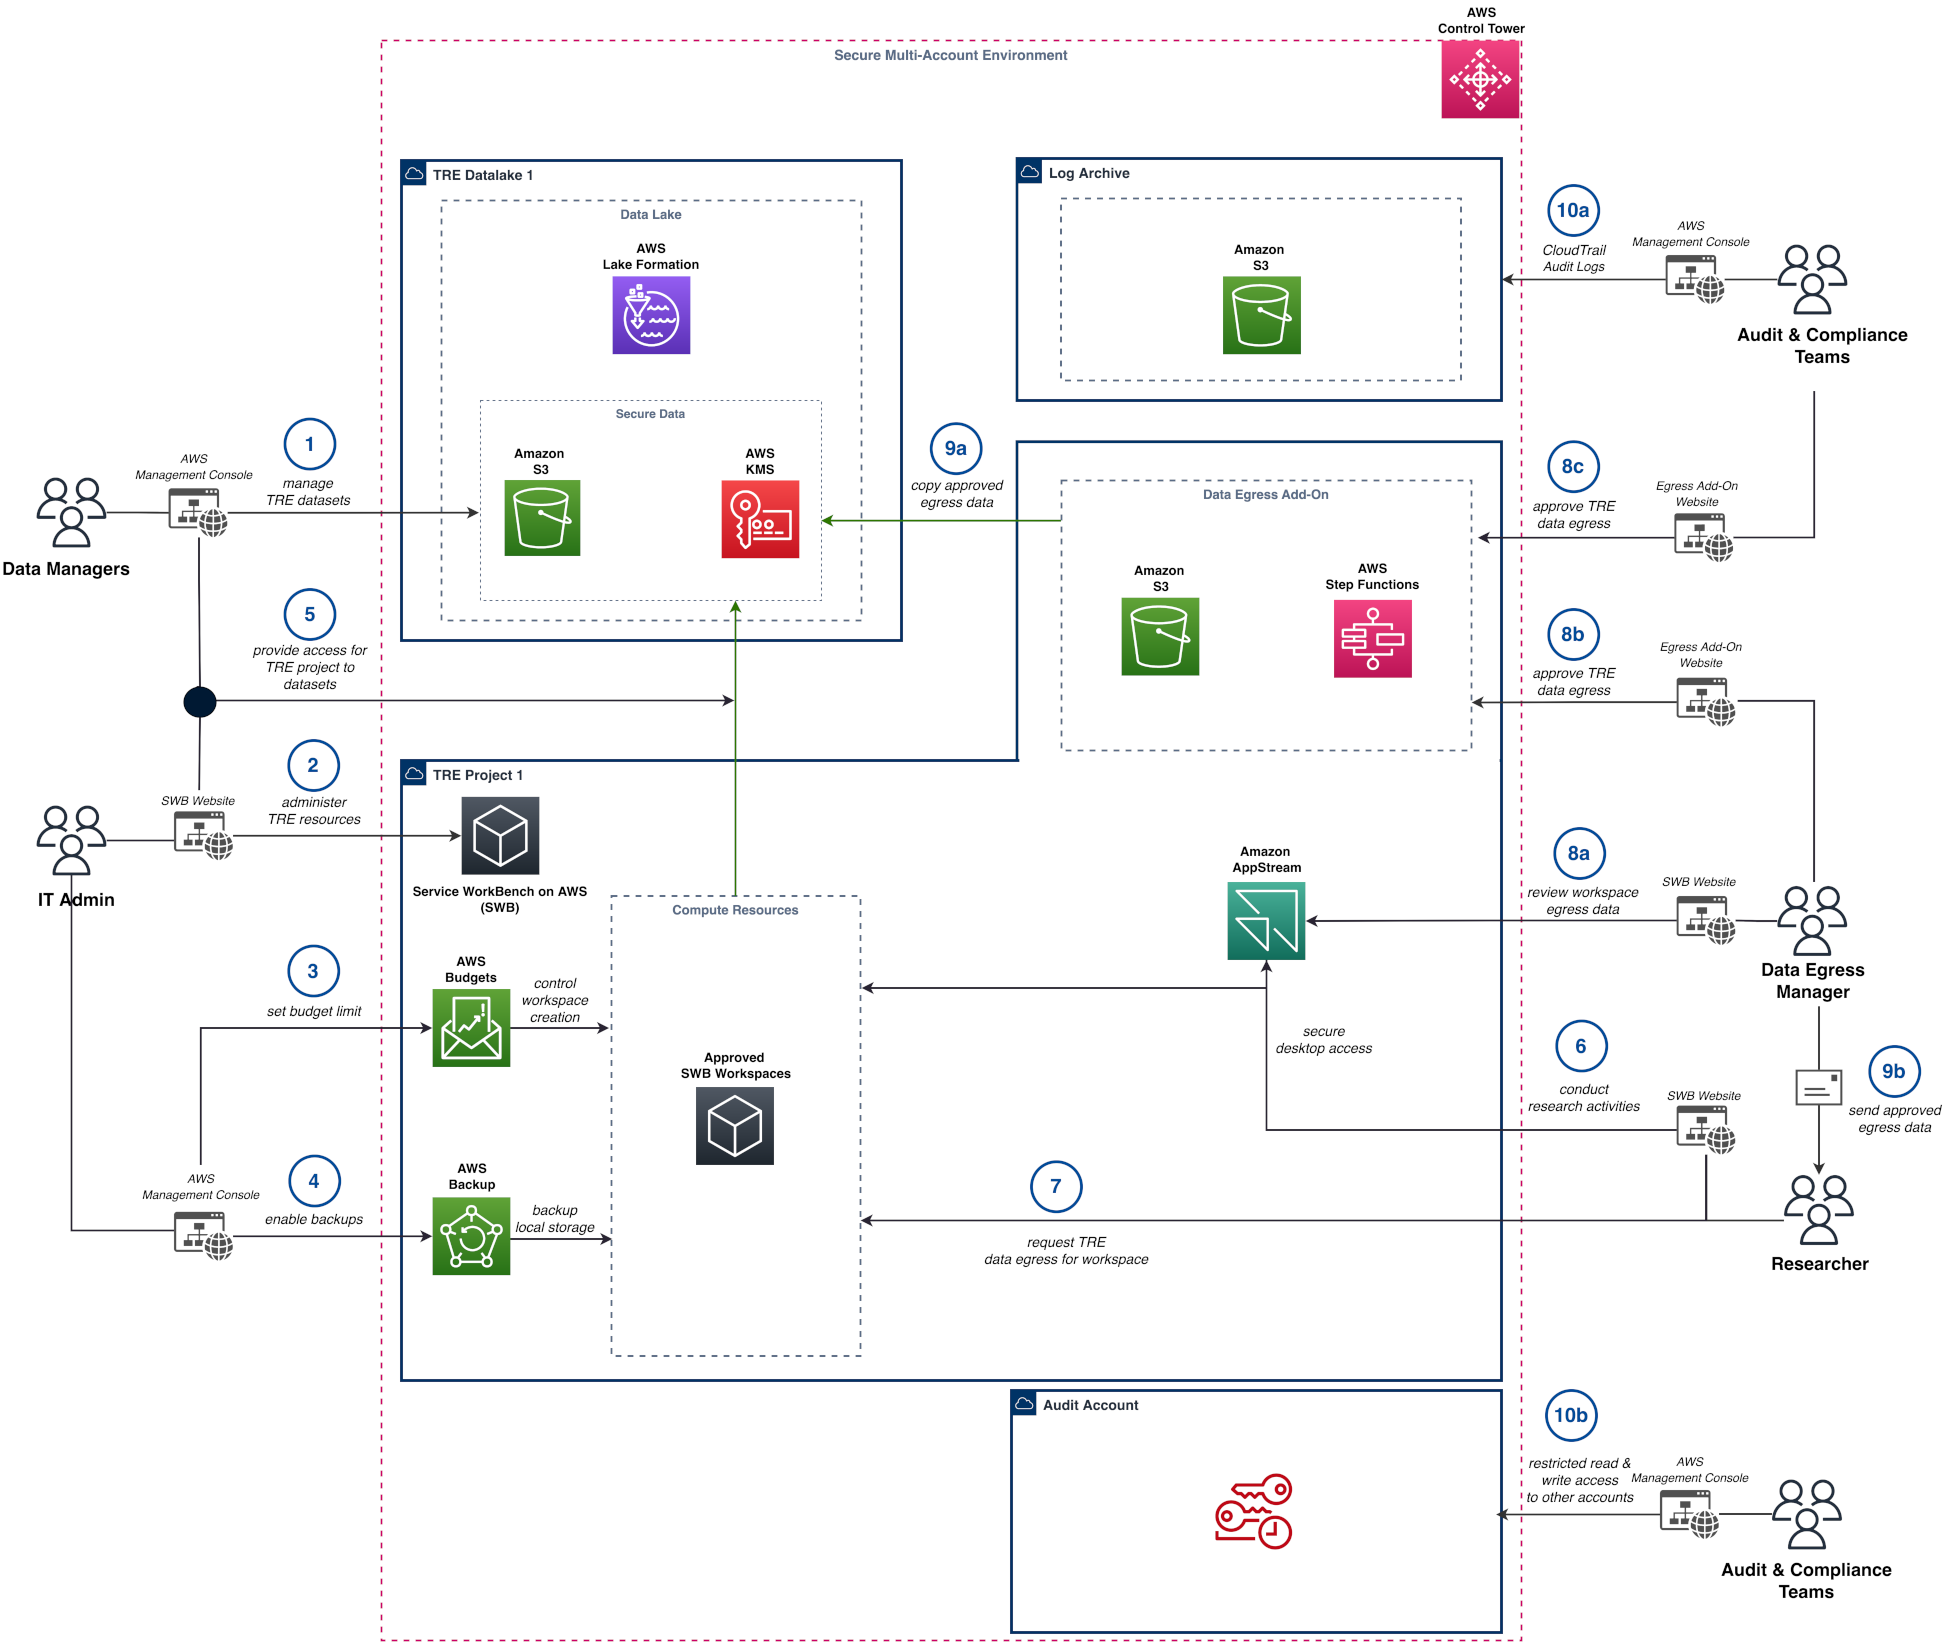 AWS
Control Tower
Secure Multi-Account Environment
TRE Datalake 1
Data Lake
AWS
Lake Formation
Secure Data
Amazon
S3
AWS
KMS
Log Archive
Amazon
S3
10a
CloudTrail
Audit Logs
AWS
Management Console
Audit & Compliance
Teams
1
manage
TRE datasets
AWS
Management Console
Data Managers
9a
copy approved
egress data
Data Egress Add-On
Amazon
S3
AWS
Step Functions
8c
approve TRE
data egress
Egress Add-On
Website
5
provide access for
TRE project to
datasets
8b
approve TRE
data egress
Egress Add-On
Website
2
administer
TRE resources
SWB Website
IT Admin
TRE Project 1
Service WorkBench on AWS
(SWB)
Compute Resources
Amazon
AppStream
8a
review workspace
egress data
SWB Website
Data Egress
Manager
3
set budget limit
AWS
Budgets
control
workspace
creation
Approved
SWB Workspaces
secure
desktop access
6
conduct
research activities
SWB Website
9b
send approved
egress data
4
enable backups
AWS
Management Console
AWS
Backup
backup
local storage
7
request TRE
data egress for workspace
Researcher
Audit Account
10b
restricted read &
write access
to other accounts
AWS
Management Console
Audit & Compliance
Teams